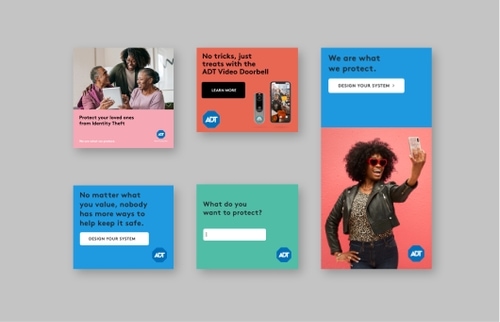 Protect your loved ones
from Identity Theft
ADT
No tricks, just
treats with the
ADT Video Doorbell
LEARN MORE
ADT
We are what
we protect.
DESIGN YOUR SYSTEM >
ADT
No matter what
you value, nobody
has more ways to
help keep it safe.
DESIGN YOUR SYSTEM
ADT
What do you
want to protect?
ADT